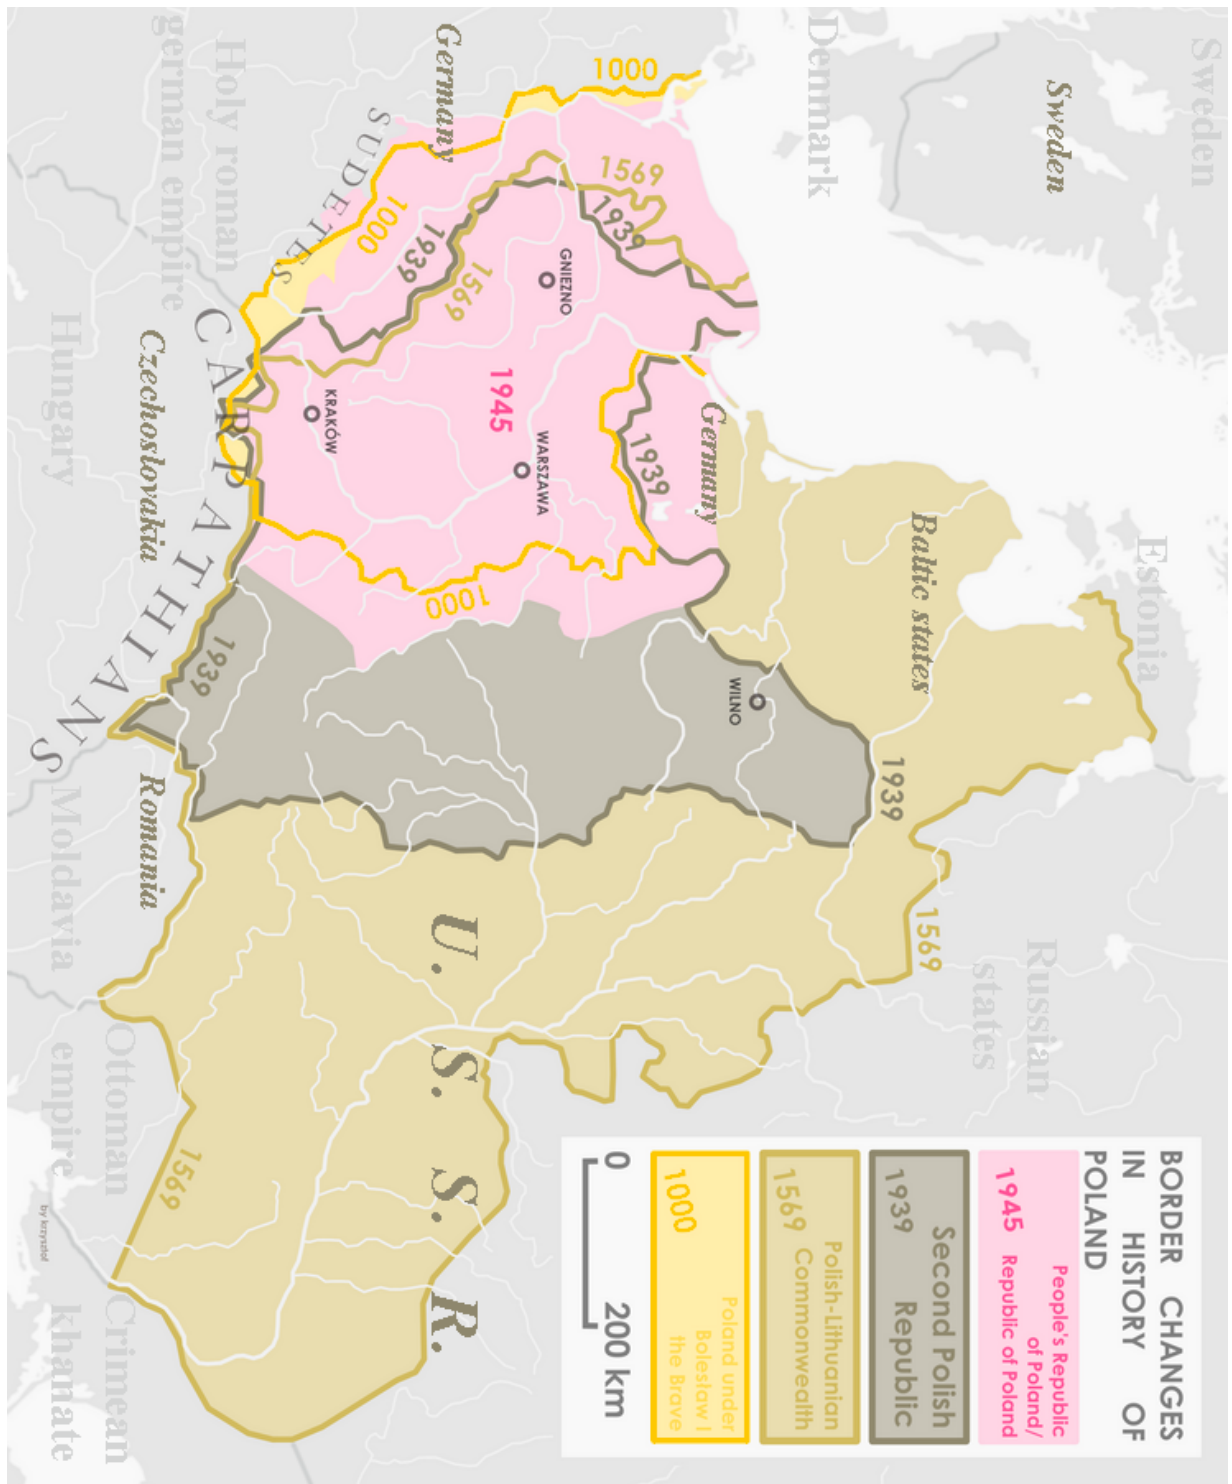 Sweden
Sweden
Denmark
Estonia
Germany
Germany
Baltic states
Russian
states
Holy roman
german empire
SUDETES
CARPATHIANS
Hungary
Czechoslovakia
Romania
Moldavia
Ottoman
empire
Crimean
khanate
U. S. S. R.
GNIEZNO
WARSZAWA
KRAKÓW
WILNO
1000
1000
1000
1569
1569
1569
1569
1939
1939
1939
1939
1939
1945
BORDER CHANGES
IN HISTORY OF
POLAND
1945 People's Republic
of Poland/
Republic of Poland
1939 Second Polish
Republic
1569 Polish-Lithuanian
Commonwealth
1000 Poland under
Bolesław I
the Brave
0 200 km
by krzysztof